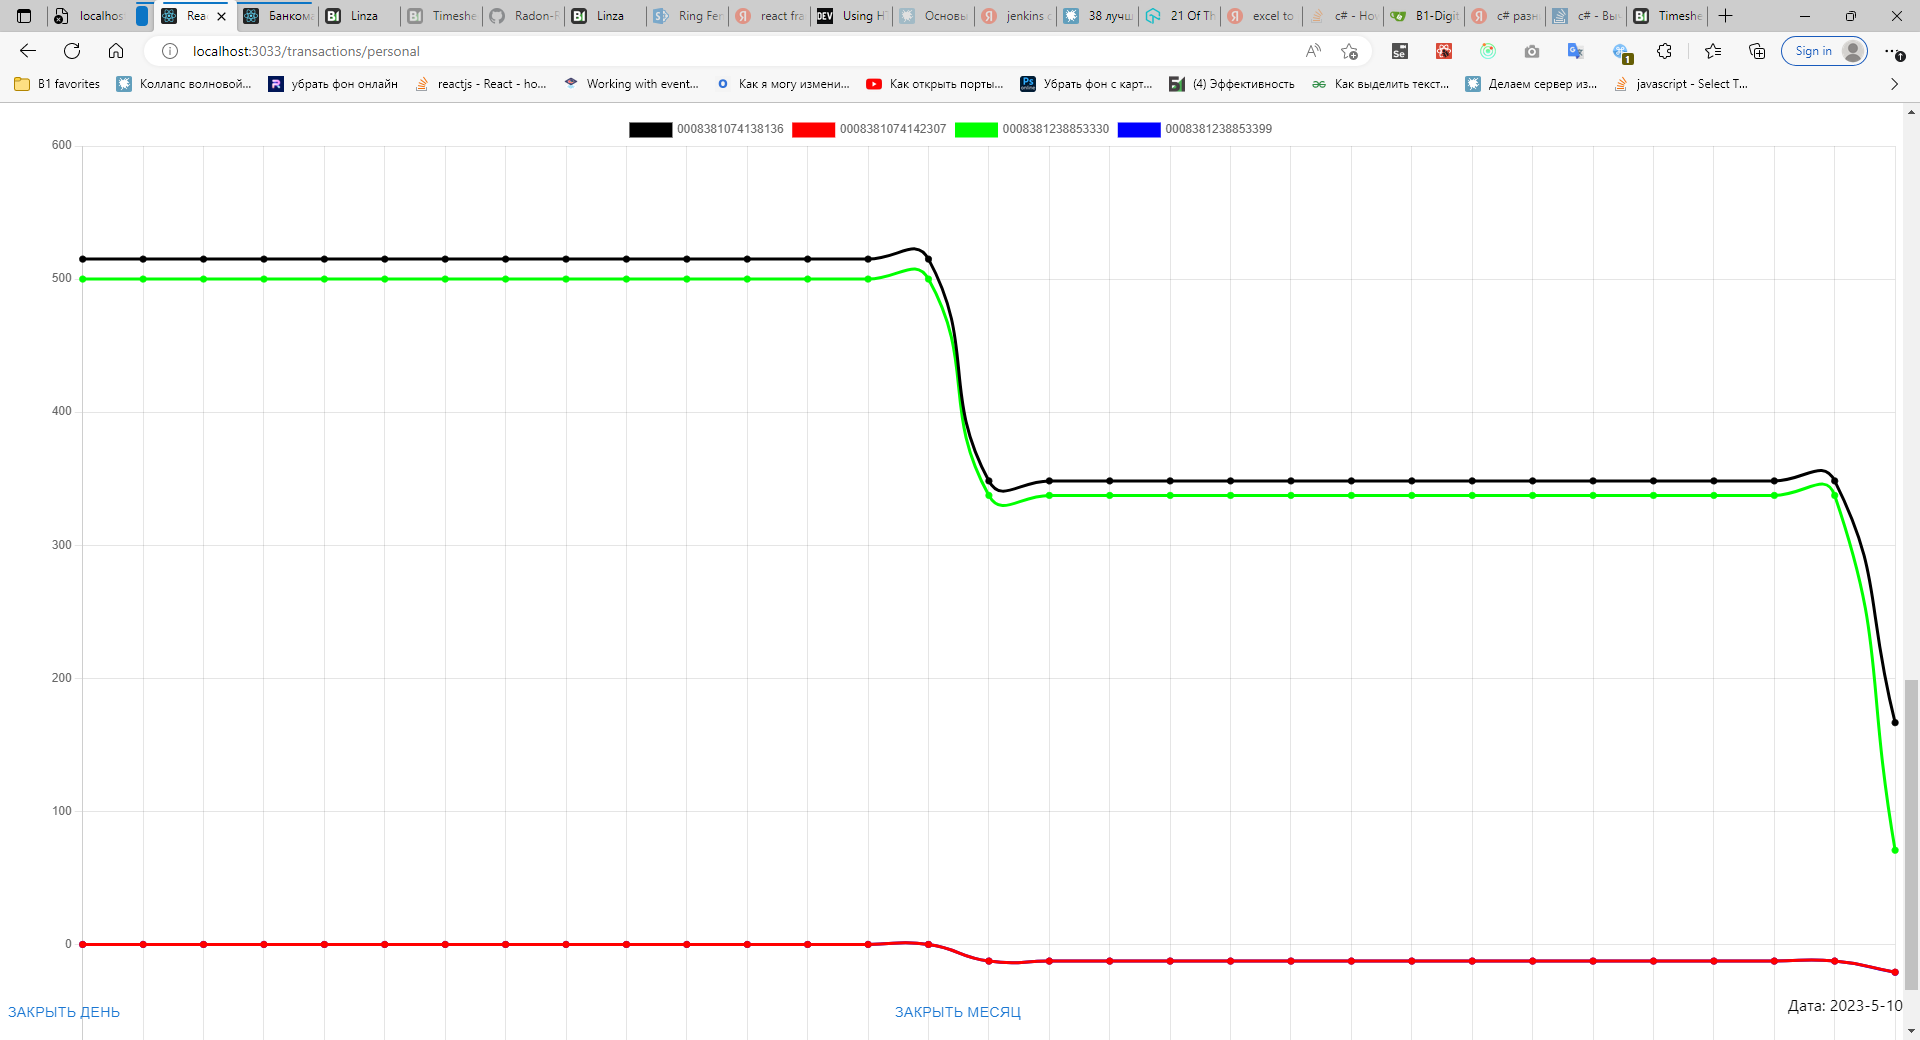 localhos Rea Банкома Linza Timeshe Radon-F Linza Ring Fer react fra DEV Using H Основы jenkins 38 лучш 21 Of Th excel to c# - Ho B1-Digit c# разн c# - Вы Timeshe
localhost:3033/transactions/personal Sign in
B1 favorites Коллапс волновой... убрать фон онлайн reactjs - React - ho... Working with event... Как я могу измени... Как открыть порты... Убрать фон с карт... (4) Эффективность Как выделить текст... Делаем сервер из... javascript - Select T...
0008381074138136 0008381074142307 0008381238853330 0008381238853399
600
500
400
300
200
100
0
ЗАКРЫТЬ ДЕНЬ ЗАКРЫТЬ МЕСЯЦ Дата: 2023-5-10